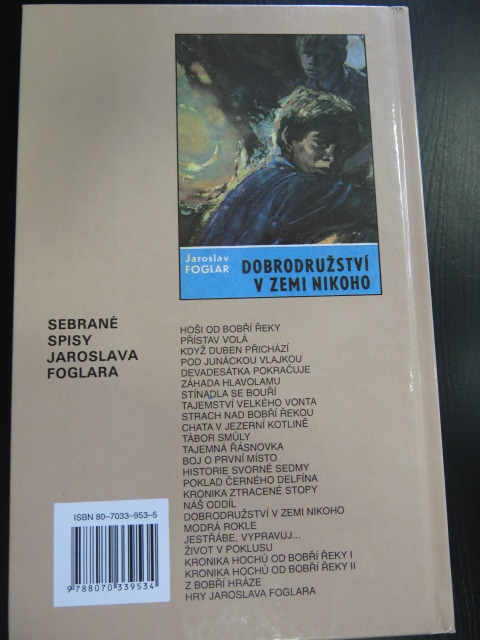 Jaroslav
FOGLAR
DOBRODRUŽSTVÍ
V ZEMI NIKOHO
SEBRANÉ
SPISY
JAROSLAVA
FOGLARA
HOŠI OD BOBŘÍ ŘEKY
PŘÍSTAV VOLÁ
KDYŽ DUBEN PŘICHÁZÍ
POD JUNÁCKOU VLAJKOU
DEVADESÁTKA POKRAČUJE
ZÁHADA HLAVOLAMU
STÍNADLA SE BOUŘÍ
TAJEMSTVÍ VELKÉHO VONTA
STRACH NAD BOBŘÍ ŘEKOU
CHATA V JEZERNÍ KOTLINĚ
TÁBOR SMŮLY
TAJEMNÁ ŘÁSNOVKA
BOJ O PRVNÍ MÍSTO
HISTORIE SVORNÉ SEDMY
POKLAD ČERNÉHO DELFÍNA
KRONIKA ZTRACENÉ STOPY
NÁŠ ODDÍL
DOBRODRUŽSTVÍ V ZEMI NIKOHO
MODRÁ ROKLE
JESTŘÁBE, VYPRAVUJ...
ŽIVOT V POKLUSU
KRONIKA HOCHŮ OD BOBŘÍ ŘEKY I
KRONIKA HOCHŮ OD BOBŘÍ ŘEKY II
Z BOBŘÍ HRÁZE
HRY JAROSLAVA FOGLARA
ISBN 80-7033-953-5
9 788070 339534